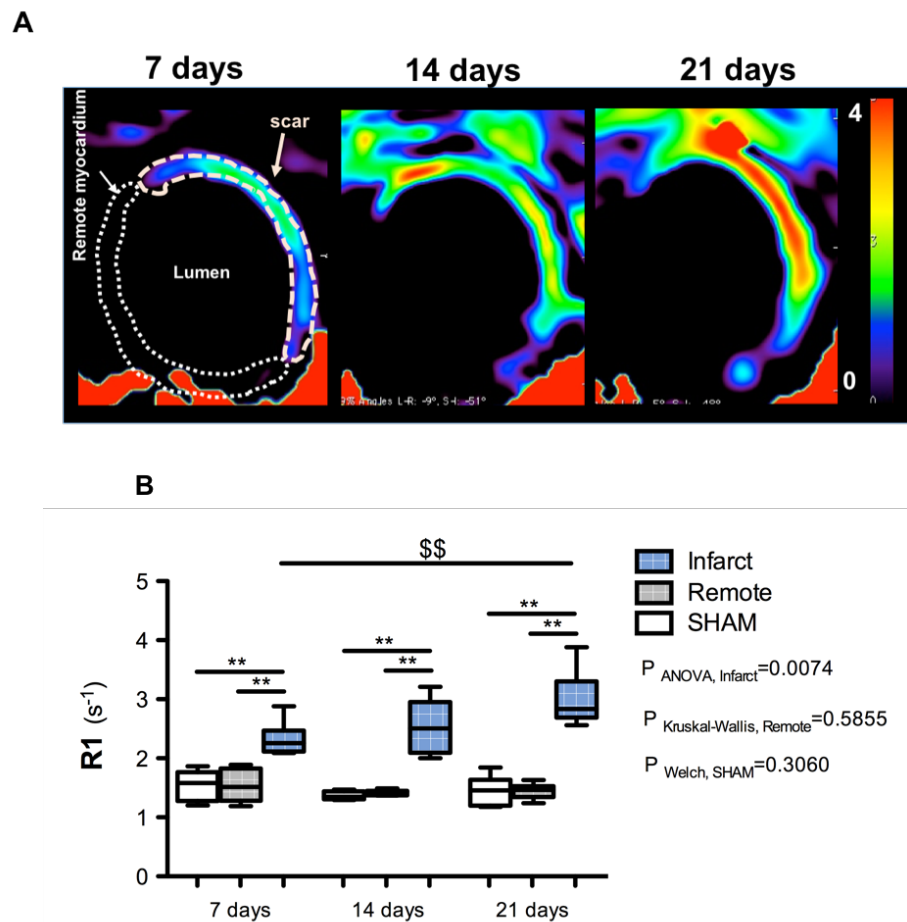 A
7 days
14 days
21 days
Remote myocardium
scar
Lumen
4
3
0
B
$$
5
4
3
2
1
0
R1 (s-1)
**
**
**
**
**
**
7 days
14 days
21 days
Infarct
Remote
SHAM
P ANOVA, Infarct=0.0074
P Kruskal-Wallis, Remote=0.5855
P Welch, SHAM=0.3060